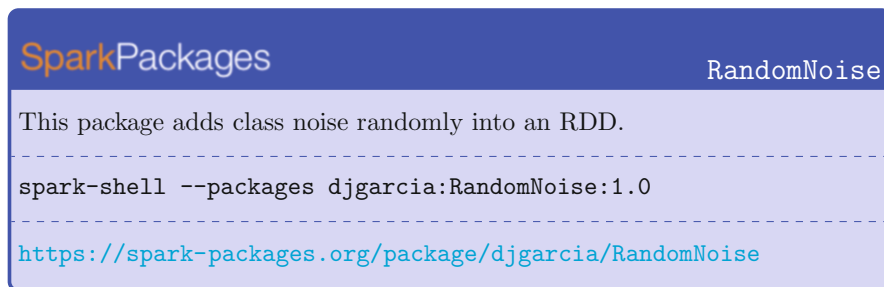 SparkPackages
RandomNoise
This package adds class noise randomly into an RDD.
spark-shell --packages djgarcia:RandomNoise:1.0
https://spark-packages.org/package/djgarcia/RandomNoise